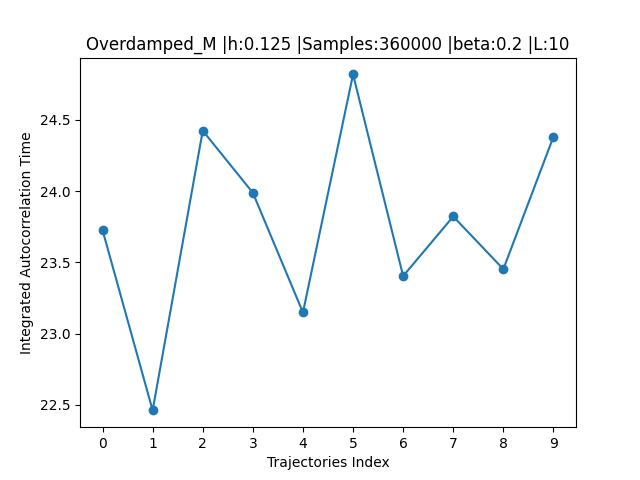 Overdamped_M |h:0.125 |Samples:360000 |beta:0.2 |L:10
Integrated Autocorrelation Time
24.5
24.0
23.5
23.0
22.5
0 1 2 3 4 5 6 7 8 9
Trajectories Index